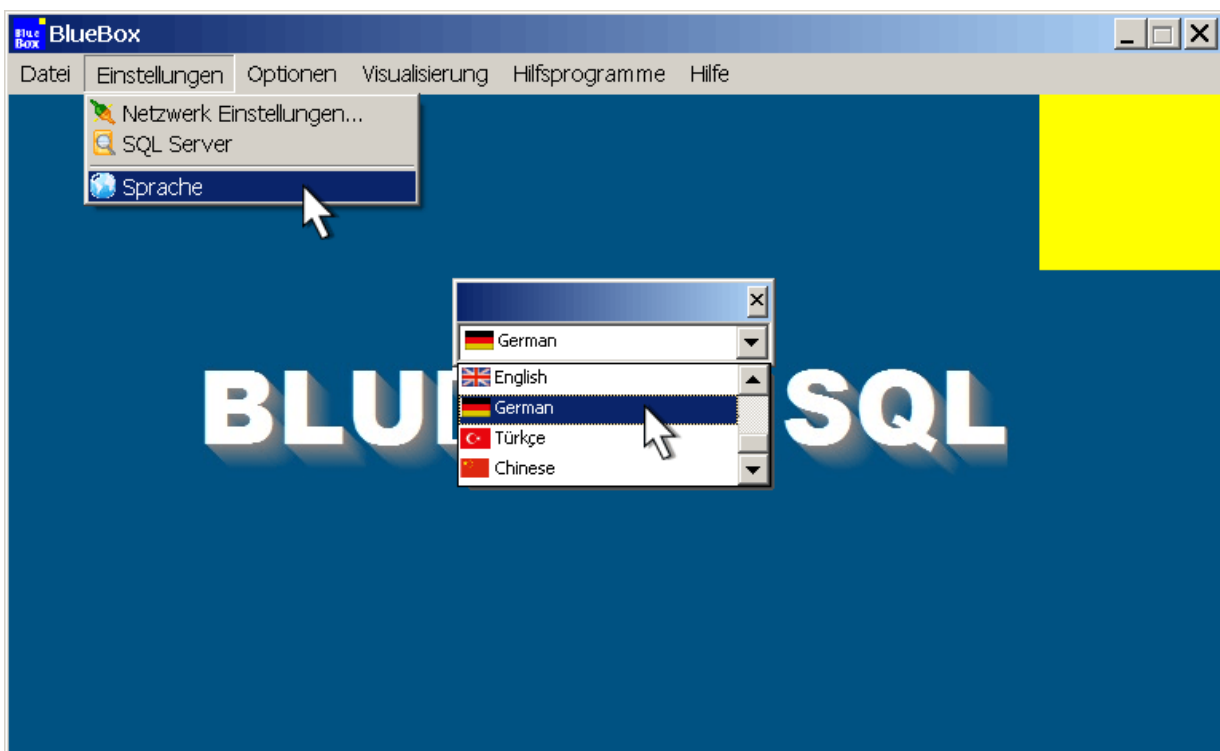 Blue Box BlueBox
Datei Einstellungen Optionen Visualisierung Hilfsprogramme Hilfe
Netzwerk Einstellungen...
SQL Server
Sprache
German
English
German
Türkçe
Chinese
SQL